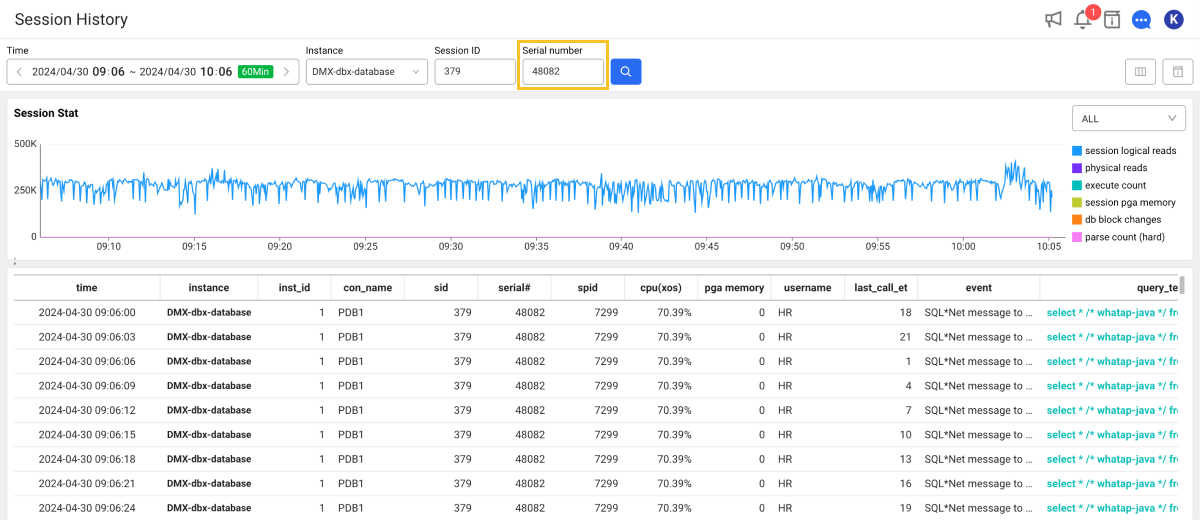 Session History
1
K
Time
Instance
Session ID
Serial number
2024/04/30 09:06 ~ 2024/04/30 10:06 60Min
DMX-dbx-database
379
48082
Session Stat
ALL
500K
250K
0
09:10 09:15 09:20 09:25 09:30 09:35 09:40 09:45 09:50 09:55 10:00 10:05
session logical reads
physical reads
execute count
session pga memory
db block changes
parse count (hard)
;
time instance inst_id con_name sid serial# spid cpu(xos) pga memory username last_call_et event query_te
2024-04-30 09:06:00 DMX-dbx-database 1 PDB1 379 48082 7299 70.39% 0 HR 18 SQL*Net message to ... select * /* whatap-java */ fro
2024-04-30 09:06:03 DMX-dbx-database 1 PDB1 379 48082 7299 70.39% 0 HR 21 SQL*Net message to ... select * /* whatap-java */ fro
2024-04-30 09:06:06 DMX-dbx-database 1 PDB1 379 48082 7299 70.39% 0 HR 1 SQL*Net message to ... select * /* whatap-java */ fro
2024-04-30 09:06:09 DMX-dbx-database 1 PDB1 379 48082 7299 70.39% 0 HR 4 SQL*Net message to ... select * /* whatap-java */ fro
2024-04-30 09:06:12 DMX-dbx-database 1 PDB1 379 48082 7299 70.39% 0 HR 7 SQL*Net message to ... select * /* whatap-java */ fro
2024-04-30 09:06:15 DMX-dbx-database 1 PDB1 379 48082 7299 70.39% 0 HR 10 SQL*Net message to ... select * /* whatap-java */ fro
2024-04-30 09:06:18 DMX-dbx-database 1 PDB1 379 48082 7299 70.39% 0 HR 13 SQL*Net message to ... select * /* whatap-java */ fro
2024-04-30 09:06:21 DMX-dbx-database 1 PDB1 379 48082 7299 70.39% 0 HR 16 SQL*Net message to ... select * /* whatap-java */ fro
2024-04-30 09:06:24 DMX-dbx-database 1 PDB1 379 48082 7299 70.39% 0 HR 19 SQL*Net message to ... select * /* whatap-java */ fro